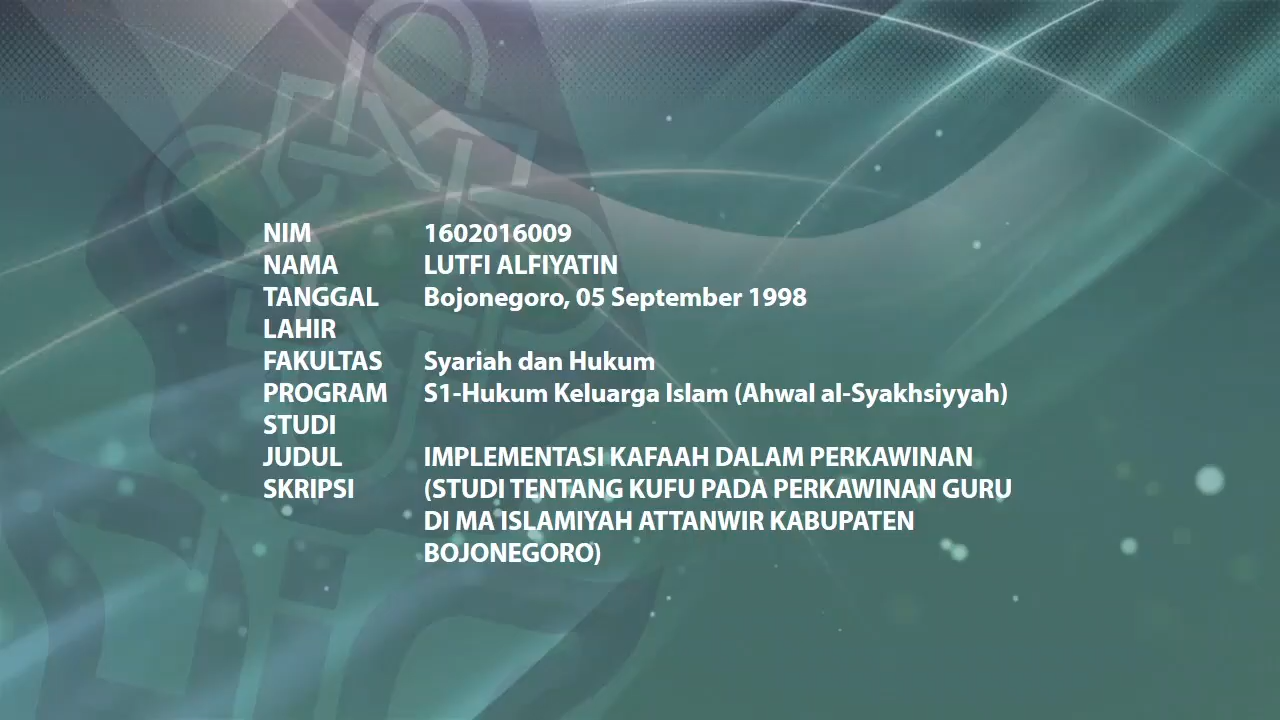 NIM 1602016009
NAMA LUTFI ALFIYATIN
TANGGAL Bojonegoro, 05 September 1998
LAHIR
FAKULTAS Syariah dan Hukum
PROGRAM S1-Hukum Keluarga Islam (Ahwal al-Syakhsiyyah)
STUDI
JUDUL IMPLEMENTASI KAFAAH DALAM PERKAWINAN
SKRIPSI (STUDI TENTANG KUFU PADA PERKAWINAN GURU
DI MA ISLAMIYAH ATTANWIR KABUPATEN
BOJONEGORO)